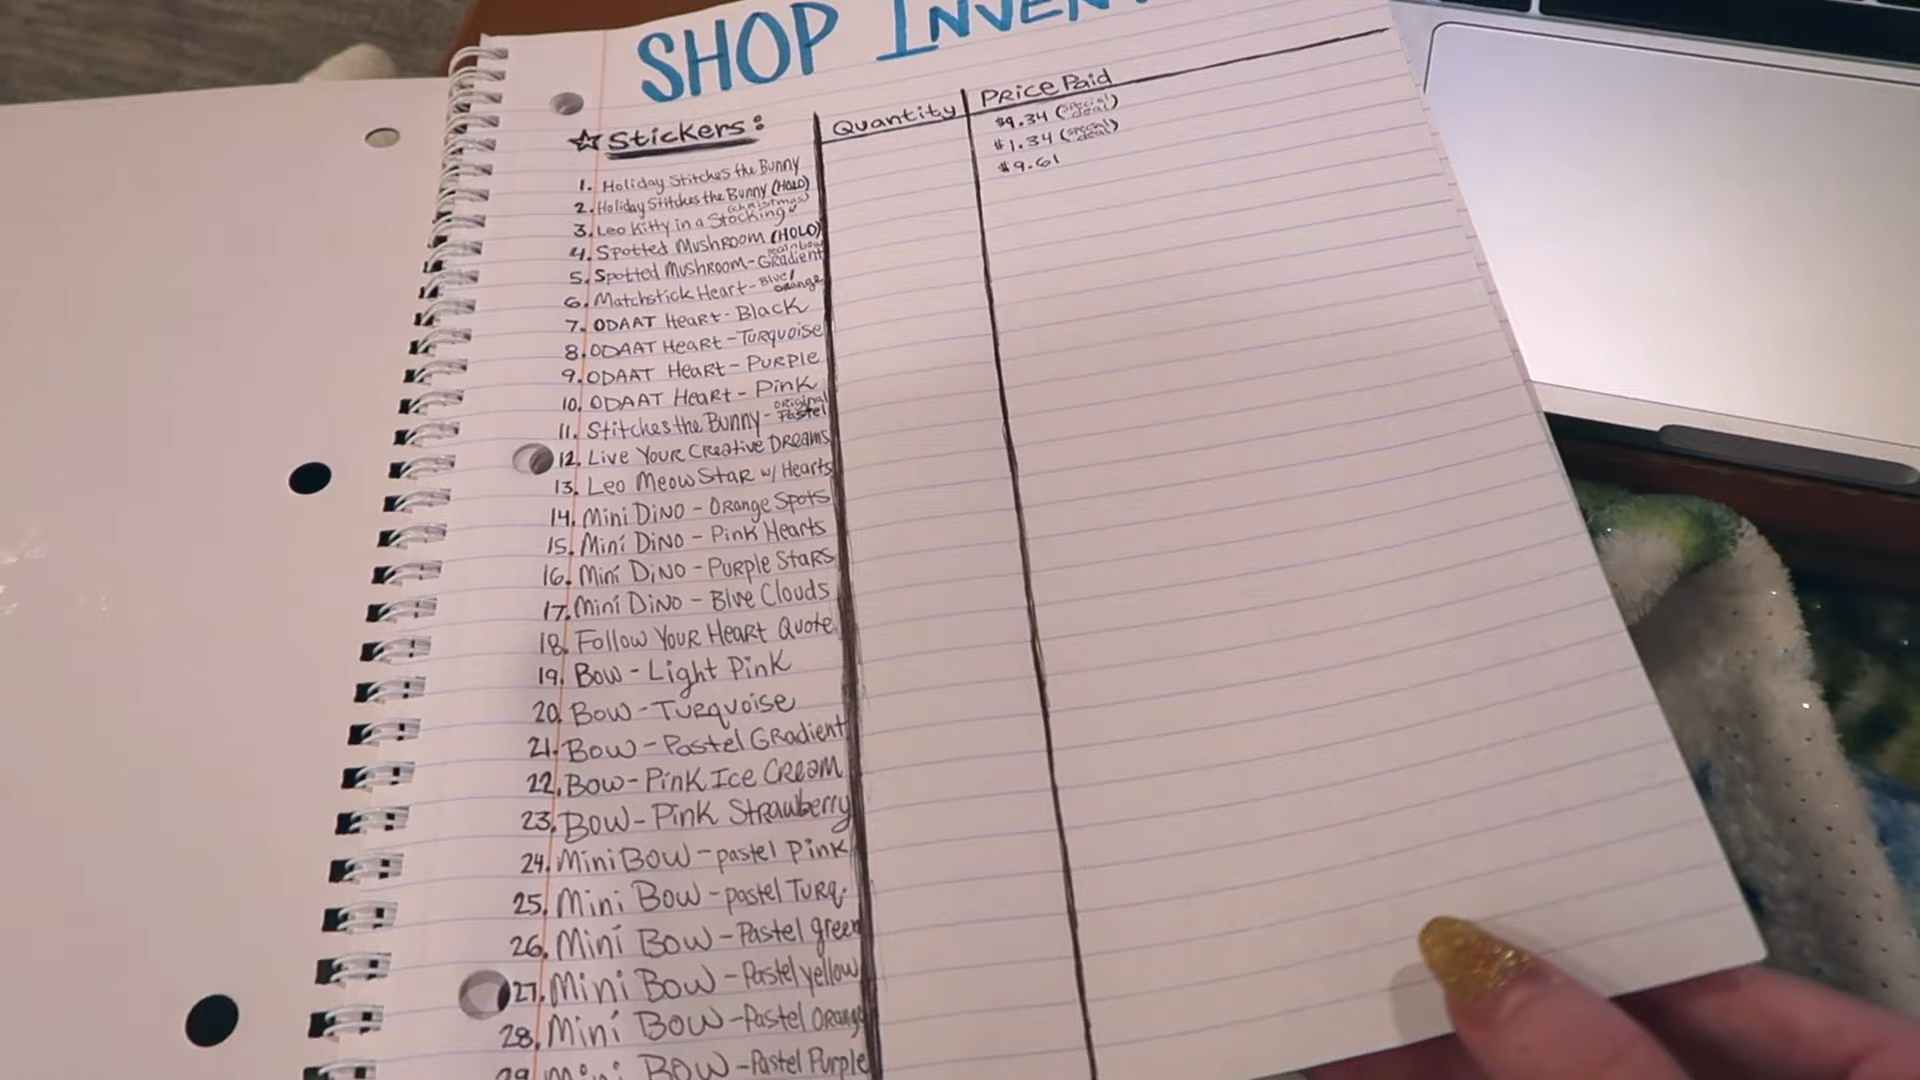 SHOP INVENT
☆ Stickers: Quantity Price Paid
1. Holiday Stitches the Bunny $9.34 (special deal)
2. Holiday Stitches the Bunny (HOLO) $1.34 (special deal)
3. Leo Kitty in a Stocking (christmas) $9.61
4. Spotted Mushroom (HOLO)
5. Spotted Mushroom - Rainbow Gradient
6. Matchstick Heart - Blue/orange
7. ODAAT Heart - Black
8. ODAAT Heart - Turquoise
9. ODAAT Heart - Purple
10. ODAAT Heart - Pink
11. Stitches the Bunny - original Pastel
12. Live Your Creative Dreams
13. Leo Meow Star w/ Hearts
14. Mini Dino - Orange Spots
15. Mini Dino - Pink Hearts
16. Mini Dino - Purple Stars
17. Mini Dino - Blue Clouds
18. Follow Your Heart Quote
19. Bow - Light Pink
20. Bow - Turquoise
21. Bow - Pastel Gradient
22. Bow - Pink Ice Cream
23. Bow - Pink Strawberry
24. Mini Bow - pastel Pink
25. Mini Bow - pastel Turq.
26. Mini Bow - Pastel green
27. Mini Bow - Pastel yellow
28. Mini Bow - Pastel Orange
29. Mini Bow - Pastel Purple